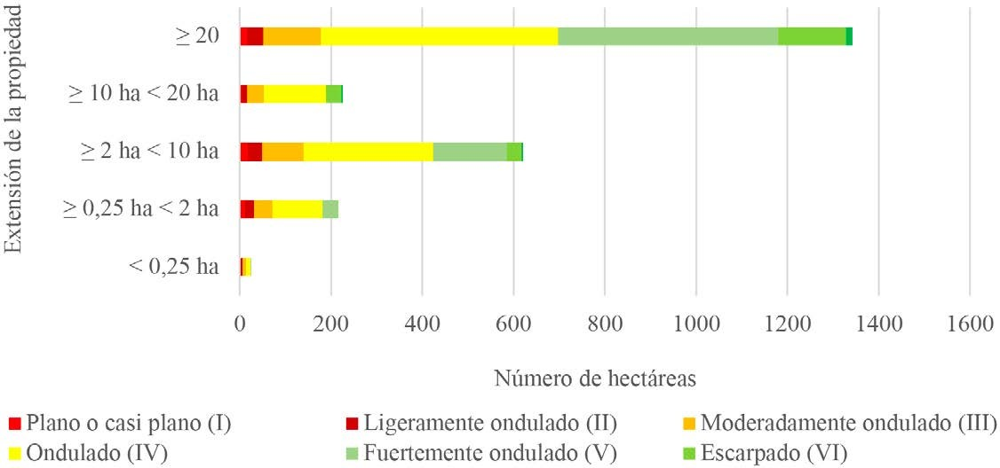 Extensión de la propiedad
≥ 20
≥ 10 ha < 20 ha
≥ 2 ha < 10 ha
≥ 0,25 ha < 2 ha
< 0,25 ha
0 200 400 600 800 1000 1200 1400 1600
Número de hectáreas
Plano o casi plano (I) Ligeramente ondulado (II) Moderadamente ondulado (III)
Ondulado (IV) Fuertemente ondulado (V) Escarpado (VI)